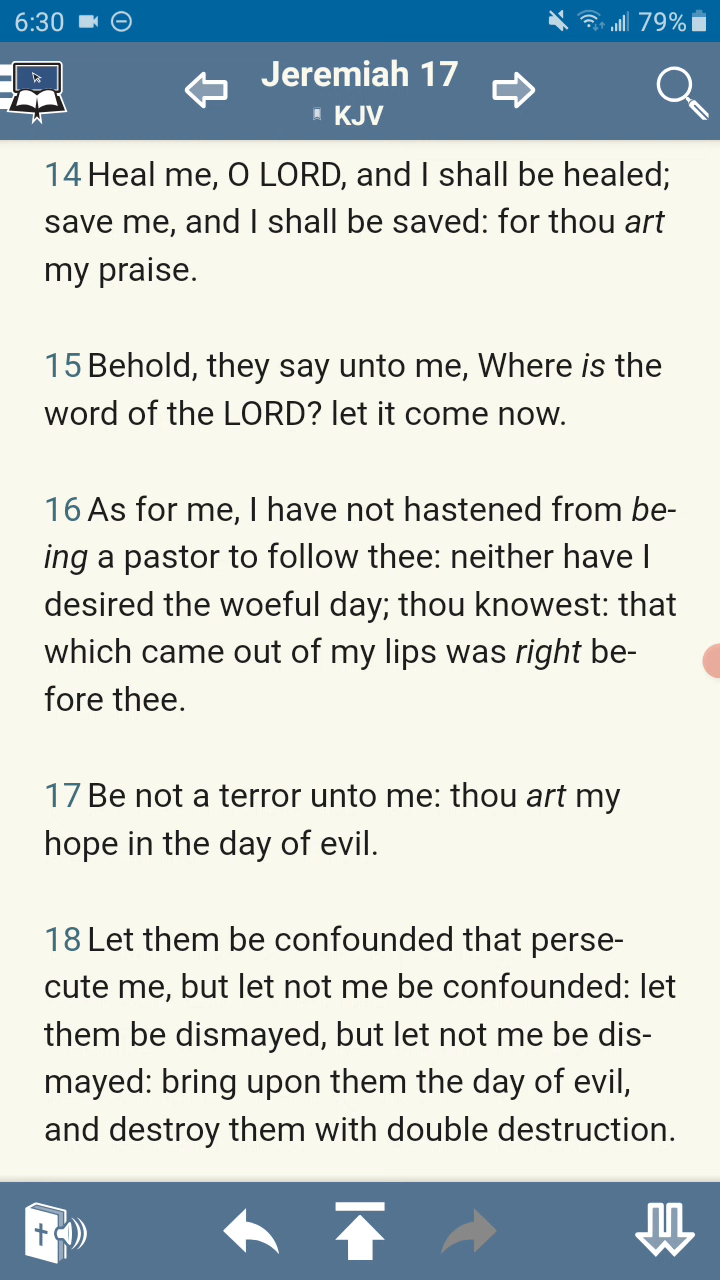 6:30
79%
Jeremiah 17
KJV
14 Heal me, O LORD, and I shall be healed;
save me, and I shall be saved: for thou art
my praise.
15 Behold, they say unto me, Where is the
word of the LORD? let it come now.
16 As for me, I have not hastened from be-
ing a pastor to follow thee: neither have I
desired the woeful day; thou knowest: that
which came out of my lips was right be-
fore thee.
17 Be not a terror unto me: thou art my
hope in the day of evil.
18 Let them be confounded that perse-
cute me, but let not me be confounded: let
them be dismayed, but let not me be dis-
mayed: bring upon them the day of evil,
and destroy them with double destruction.